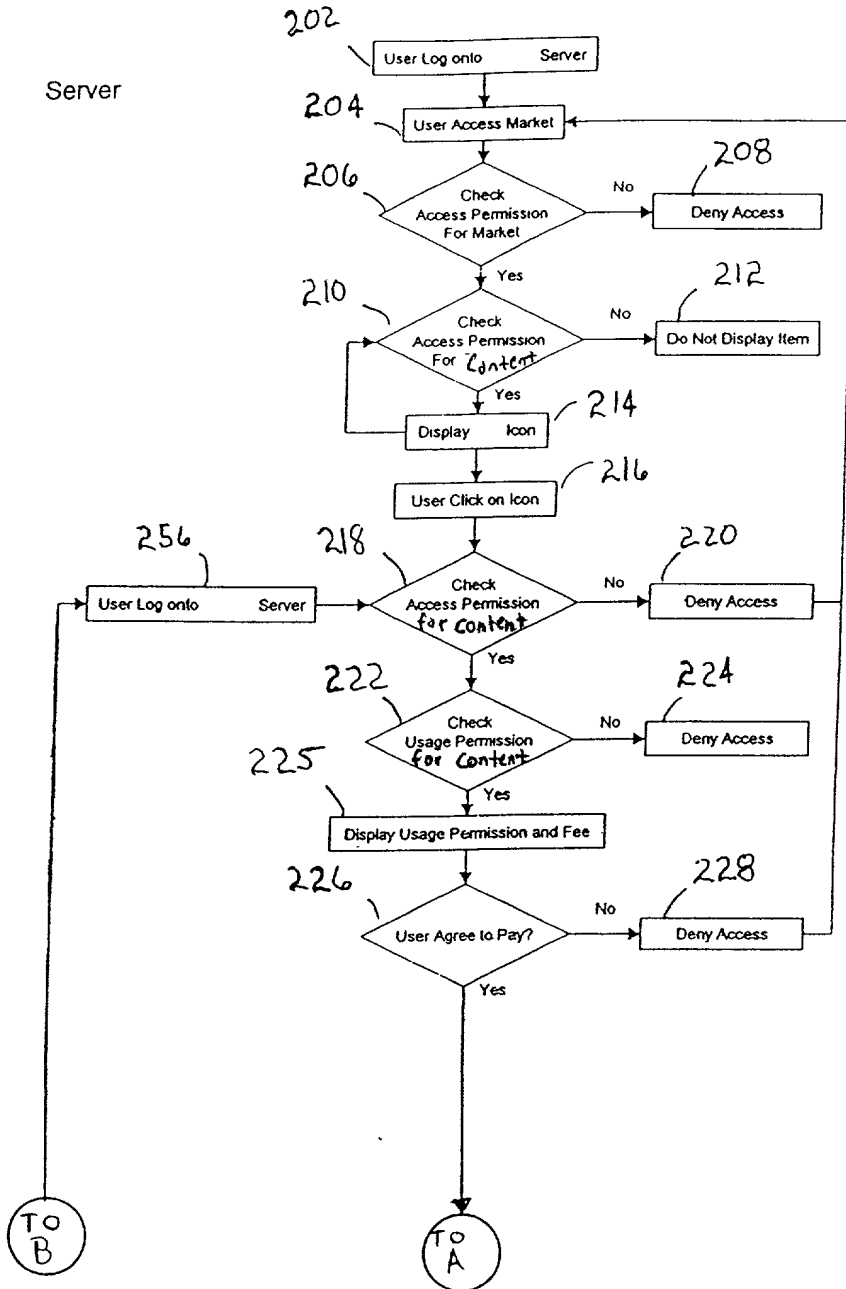 202
User Log onto Server
Server
204
User Access Market
206
Check
Access Permission
For Market
No
208
Deny Access
Yes
210
Check
Access Permission
For Content
No
212
Do Not Display Item
Yes
Display Icon
214
User Click on Icon
216
256
User Log onto Server
218
Check
Access Permission
for content
No
220
Deny Access
Yes
222
Check
Usage Permission
for content
No
224
Deny Access
Yes
225
Display Usage Permission and Fee
226
User Agree to Pay?
No
228
Deny Access
Yes
TO
B
TO
A